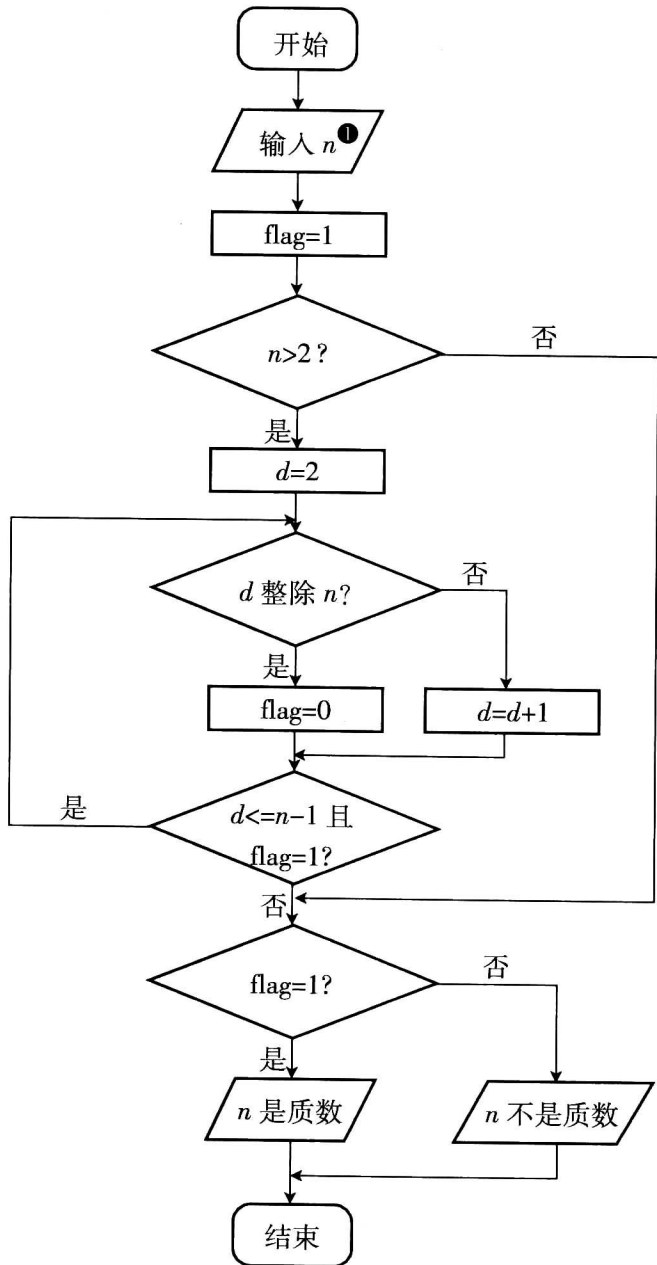 开始
输入 n❶
flag=1
n>2?
否
是
d=2
d 整除 n?
否
是
flag=0
d=d+1
是
d<=n-1 且
flag=1?
否
flag=1?
否
是
n 是质数
n 不是质数
结束